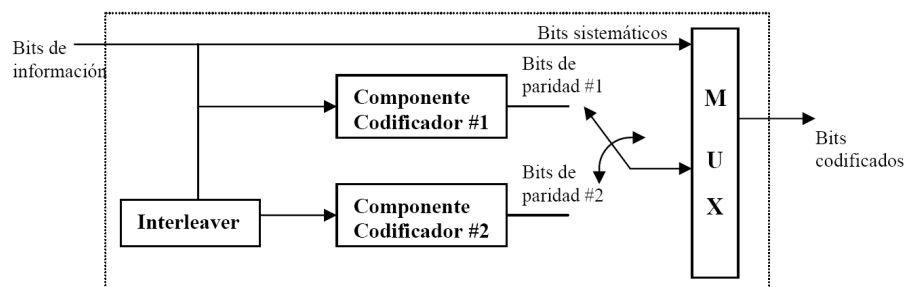 Bits de
información
Bits sistemáticos
Bits de
paridad #1
Componente
Codificador #1
M
U
X
Bits
codificados
Bits de
paridad #2
Interleaver
Componente
Codificador #2